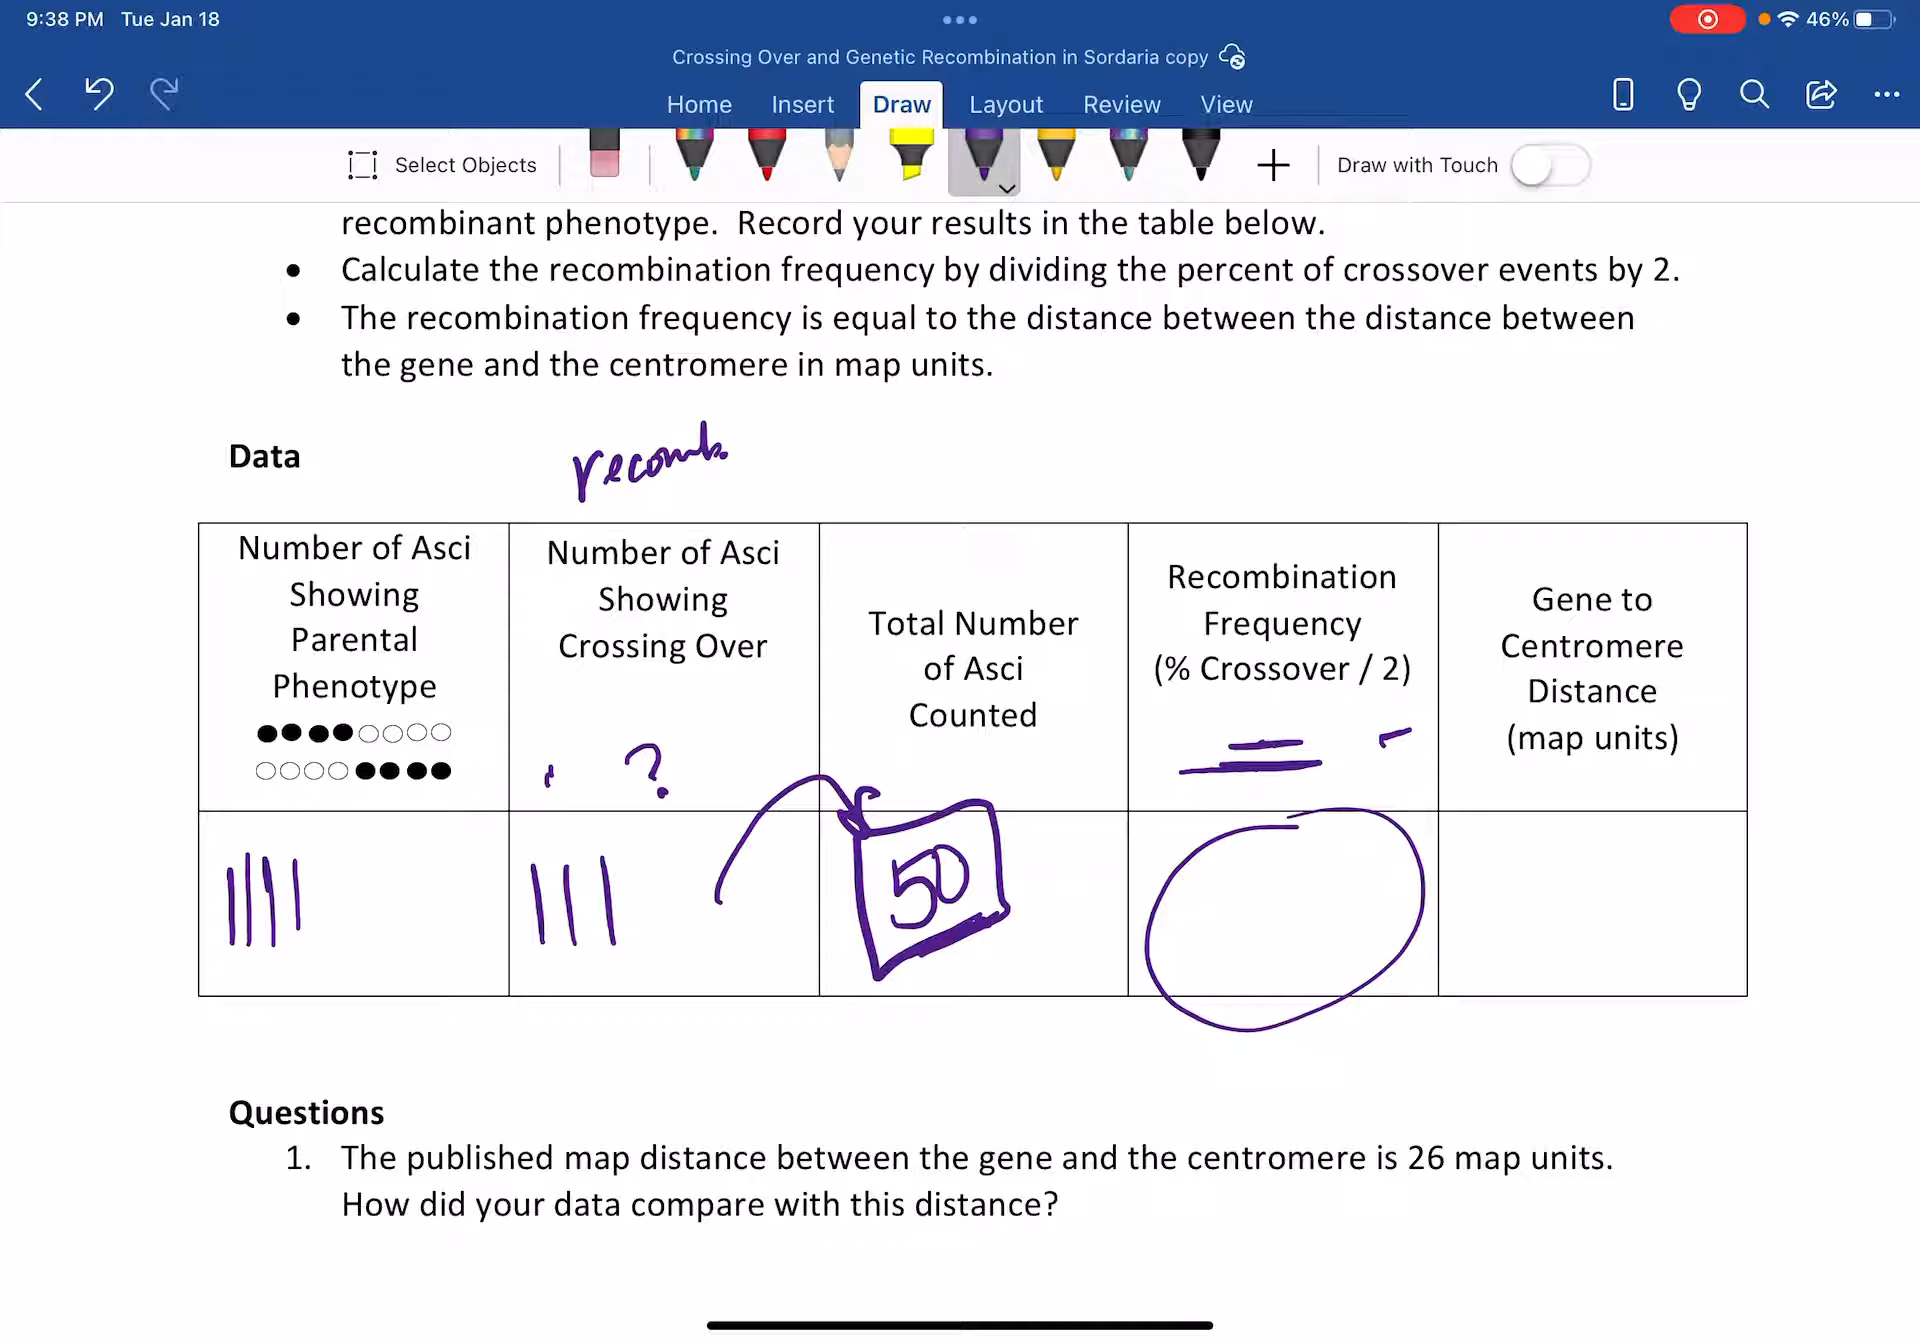 9:38 PM Tue Jan 18
46%
Crossing Over and Genetic Recombination in Sordaria copy
Home Insert Draw Layout Review View
Select Objects
Draw with Touch
recombinant phenotype. Record your results in the table below.
• Calculate the recombination frequency by dividing the percent of crossover events by 2.
• The recombination frequency is equal to the distance between the distance between
the gene and the centromere in map units.
Data
recomb.
Number of Asci
Showing
Parental
Phenotype
Number of Asci
Showing
Crossing Over
?
Total Number
of Asci
Counted
Recombination
Frequency
(% Crossover / 2)
Gene to
Centromere
Distance
(map units)
50
Questions
1. The published map distance between the gene and the centromere is 26 map units.
How did your data compare with this distance?